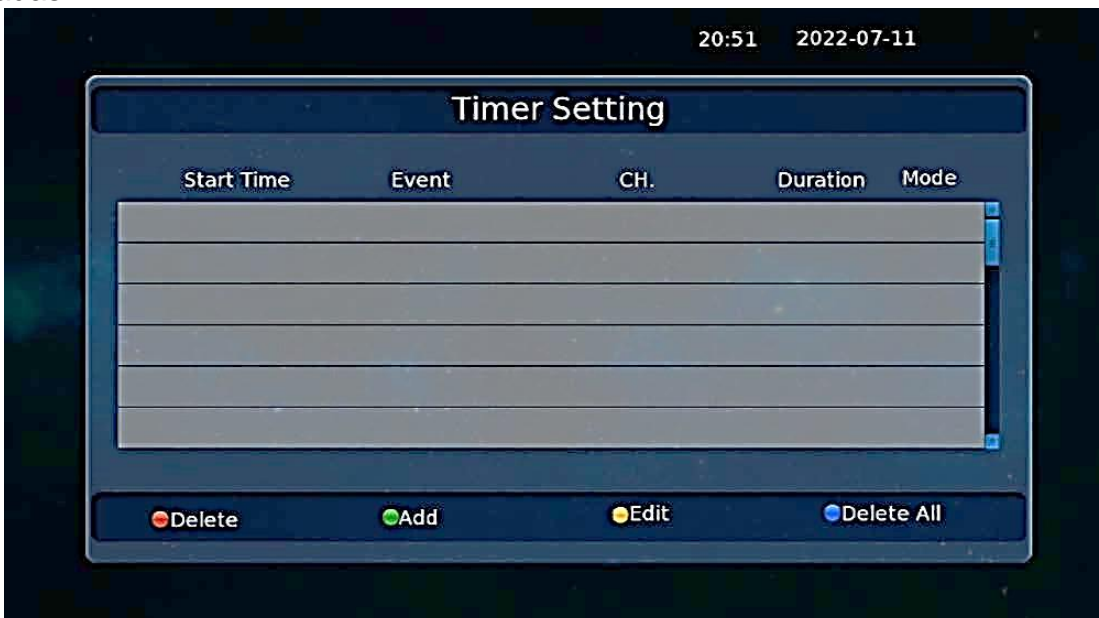 20:51 2022-07-11
Timer Setting
Start Time Event CH. Duration Mode
Delete Add Edit Delete All